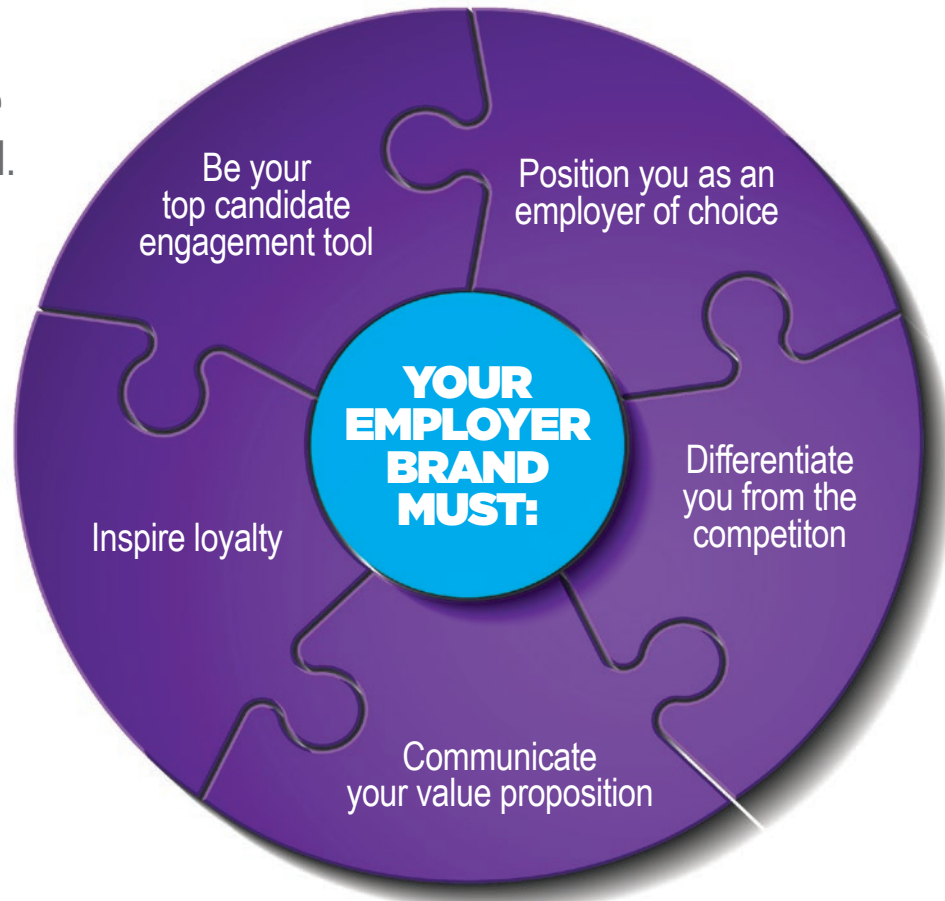 YOUR
EMPLOYER
BRAND
MUST:
Position you as an
employer of choice
Differentiate
you from the
competiton
Communicate
your value proposition
Inspire loyalty
Be your
top candidate
engagement tool